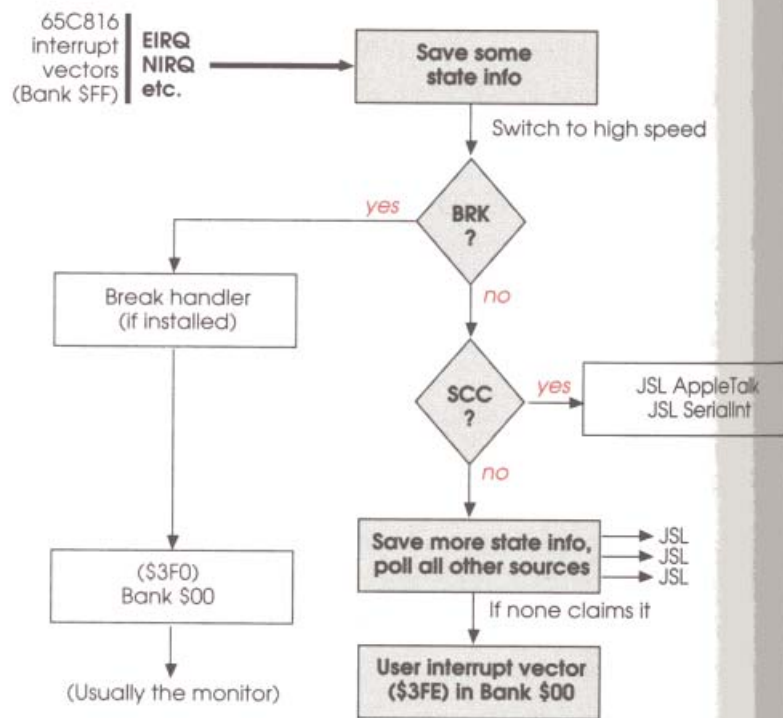 65C816
interrupt
vectors
(Bank $FF)
EIRQ
NIRQ
etc.
Save some
state info
Switch to high speed
BRK
?
yes
no
Break handler
(if installed)
SCC
?
yes
JSL AppleTalk
JSL SerialInt
no
Save more state info,
poll all other sources
JSL
JSL
JSL
($3F0)
Bank $00
If none claims it
(Usually the monitor)
User interrupt vector
($3FE) in Bank $00